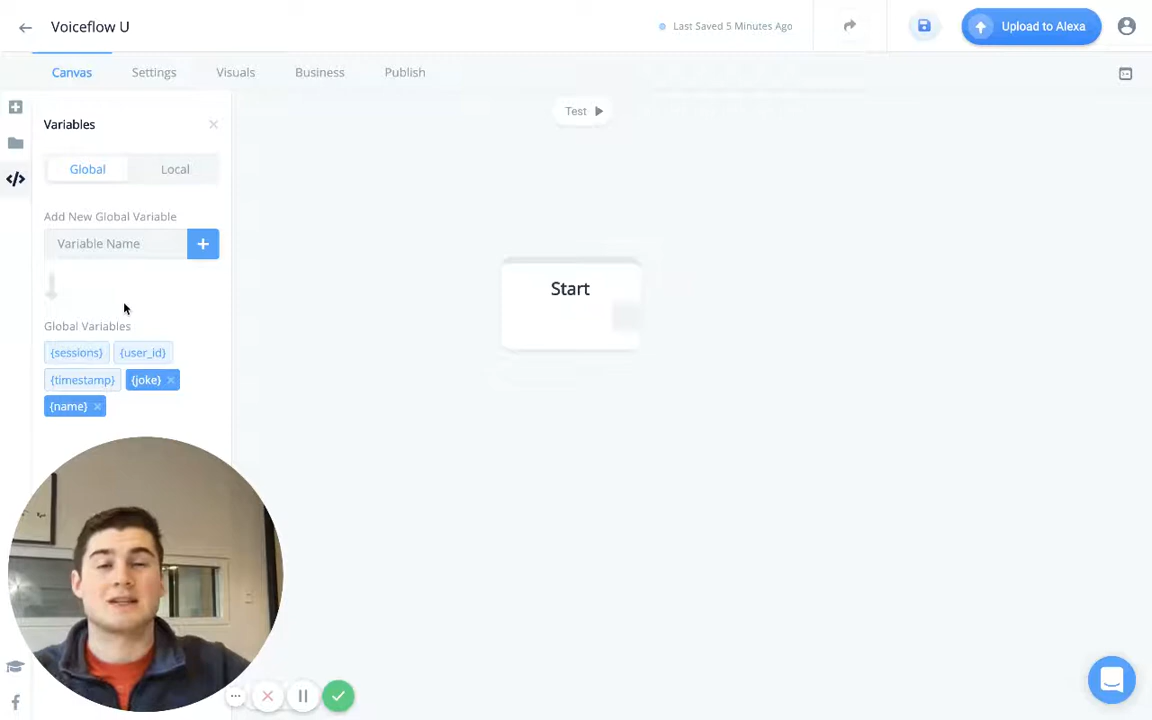 Voiceflow U
Last Saved 5 Minutes Ago
Upload to Alexa
Canvas Settings Visuals Business Publish
Variables
Test
Global Local
Add New Global Variable
Variable Name
Start
Global Variables
{sessions} {user_id}
{timestamp} {joke}
{name}